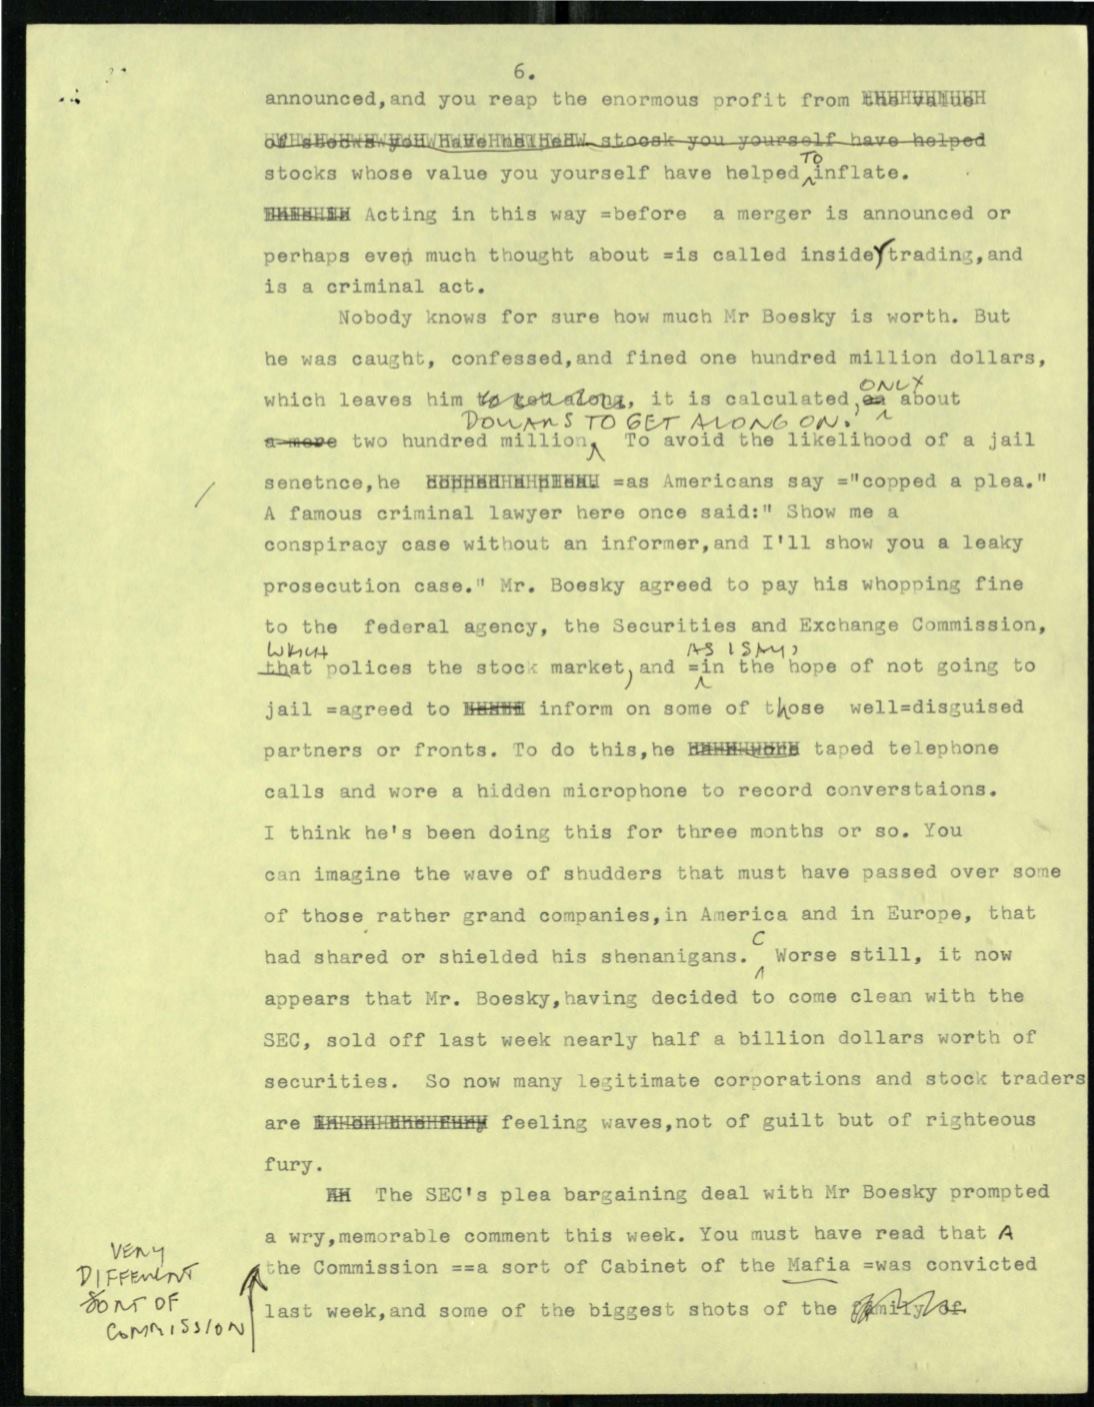 6.
announced,and you reap the enormous profit from the value
of stocks you have helped stoosk you yourself have helped
TO
stocks whose value you yourself have helped inflate.
Acting in this way =before a merger is announced or
perhaps even much thought about =is called insider trading,and
is a criminal act.
Nobody knows for sure how much Mr Boesky is worth. But
he was caught, confessed,and fined one hundred million dollars,
ONLY
which leaves him to get along, it is calculated, about
DOLLARS TO GET ALONG ON.
a mere two hundred million To avoid the likelihood of a jail
senetnce,he copped a plea. =as Americans say ="copped a plea."
A famous criminal lawyer here once said:" Show me a
conspiracy case without an informer,and I'll show you a leaky
prosecution case." Mr. Boesky agreed to pay his whopping fine
to the federal agency, the Securities and Exchange Commission,
WHICH AS I SAY,
that polices the stock market, and =in the hope of not going to
jail =agreed to inform on some of those well=disguised
partners or fronts. To do this,he taped telephone
calls and wore a hidden microphone to record converstaions.
I think he's been doing this for three months or so. You
can imagine the wave of shudders that must have passed over some
of those rather grand companies,in America and in Europe, that
C
had shared or shielded his shenanigans. Worse still, it now
appears that Mr. Boesky,having decided to come clean with the
SEC, sold off last week nearly half a billion dollars worth of
securities. So now many legitimate corporations and stock traders
are feeling waves,not of guilt but of righteous
fury.
The SEC's plea bargaining deal with Mr Boesky prompted
a wry,memorable comment this week. You must have read that A
VERY
DIFFERENT
SORT OF
COMMISSION
the Commission ==a sort of Cabinet of the Mafia =was convicted
last week,and some of the biggest shots of the family of